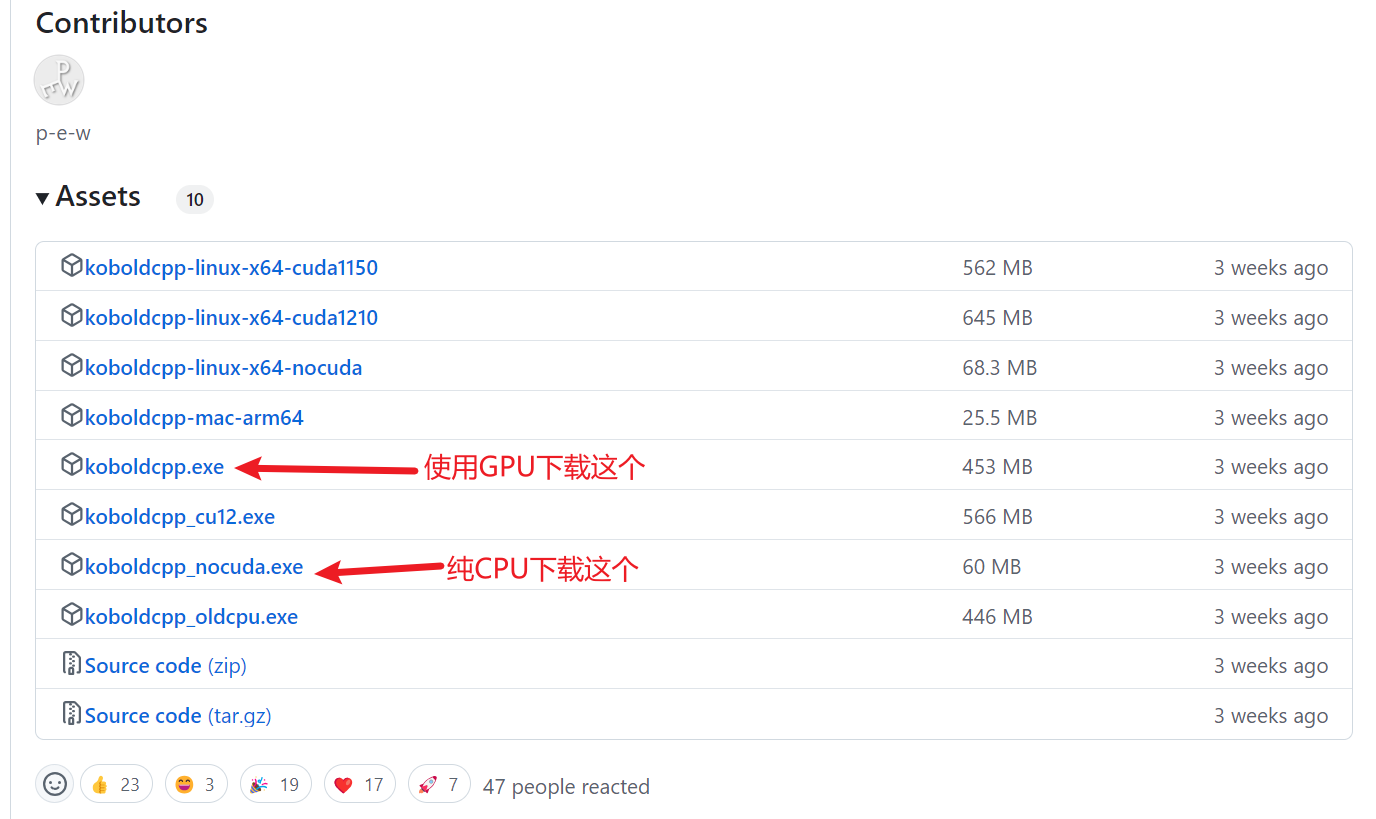 Contributors
PEW
p-e-w
Assets 10
koboldcpp-linux-x64-cuda1150 562 MB 3 weeks ago
koboldcpp-linux-x64-cuda1210 645 MB 3 weeks ago
koboldcpp-linux-x64-nocuda 68.3 MB 3 weeks ago
koboldcpp-mac-arm64 25.5 MB 3 weeks ago
koboldcpp.exe 使用GPU下载这个 453 MB 3 weeks ago
koboldcpp_cu12.exe 566 MB 3 weeks ago
koboldcpp_nocuda.exe 纯CPU下载这个 60 MB 3 weeks ago
koboldcpp_oldcpu.exe 446 MB 3 weeks ago
Source code (zip) 3 weeks ago
Source code (tar.gz) 3 weeks ago
23 3 19 17 7 47 people reacted